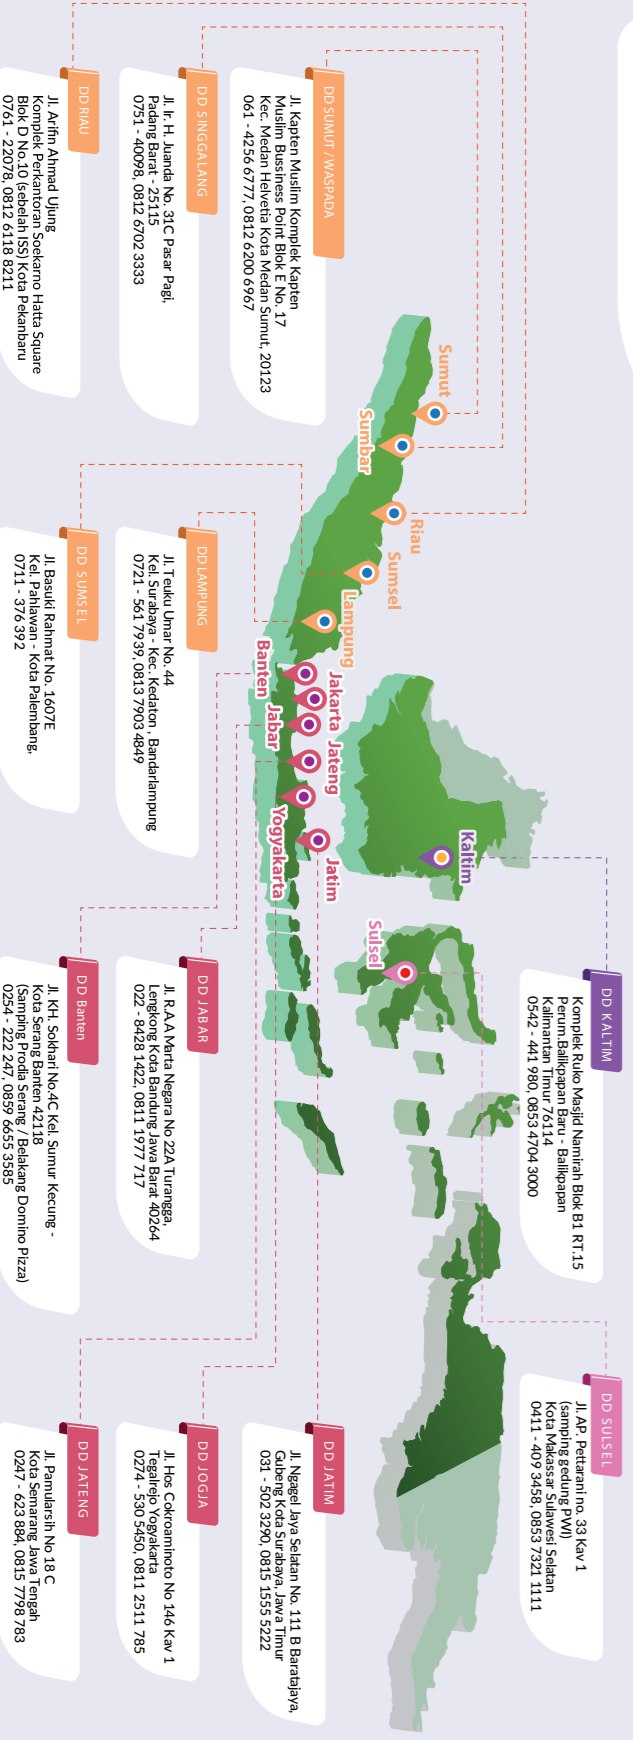 DD SUMUT / WASPADA
Jl. Kapten Muslim Komplek Kapten
Muslim Bussiness Point Blok E No. 17
Kec. Medan Helvetia Kota Medan Sumut, 20123
061 - 4256 6777, 0812 6200 6967
DD SINGGALANG
Jl. Ir. H. Juanda No. 31C Pasar Pagi,
Padang Barat - 25115
0751 - 40098, 0812 6702 3333
DD RIAU
Jl. Arifin Ahmad Ujung
Komplek Perkantoran Soekarno Hatta Square
Blok D No.10 (sebelah ISS) Kota Pekanbaru
0761 - 22078, 0812 6118 8211
Sumut
Sumbar
Riau
Sumsel
Lampung
Banten
Jakarta
Jabar
Jateng
Yogyakarta
Jatim
Kaltim
Sulsel
DD LAMPUNG
Jl. Teuku Umar No. 44
Kel. Surabaya - Kec. Kedaton , Bandarlampung
0721 - 561 7939, 0813 7903 4849
DD SUMSEL
Jl. Basuki Rahmat No. 1607E
Kel. Pahlawan - Kota Palembang,
0711 - 376 392
DD KALTIM
Komplek Ruko Masjid Namirah Blok B1 RT.15
Perum.Balikpapan Baru - Balikpapan
Kalimantan Timur 76114
0542 - 441 980, 0853 4704 3000
DD JABAR
Jl. R.A.A Marta Negara No 22A Turangga,
Lengkong Kota Bandung Jawa Barat 40264
022 - 8428 1422, 0811 1977 717
DD Banten
Jl. KH. Sokhari No.4C Kel. Sumur Kecung -
Kota Serang Banten 42118
(Samping Prodia Serang / Belakang Domino Pizza)
0254 - 222 247, 0859 6655 3585
DD SULSEL
Jl. AP. Pettarani no. 33 Kav 1
(samping gedung PWI)
Kota Makassar Sulawesi Selatan
0411 - 409 3458, 0853 7321 1111
DD JATIM
Jl. Ngagel Jaya Selatan No. 111 B Baratajaya,
Gubeng Kota Surabaya, Jawa Timur
031 - 502 3290, 0815 1555 5222
DD JOGJA
Jl. Hos Cokroaminoto No 146 Kav 1
Tegalrejo Yogyakarta
0274 - 530 5450, 0811 2511 785
DD JATENG
Jl. Pamularsih No 18 C
Kota Semarang Jawa Tengah
0247 - 623 884, 0815 7798 783